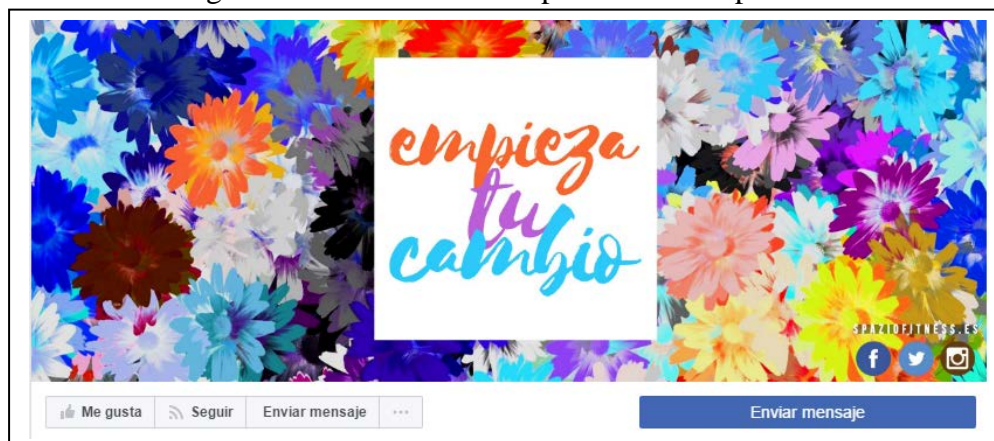 empieza
tu
cambio
SPAZIOFITNESS.ES
Me gusta Seguir Enviar mensaje ... Enviar mensaje